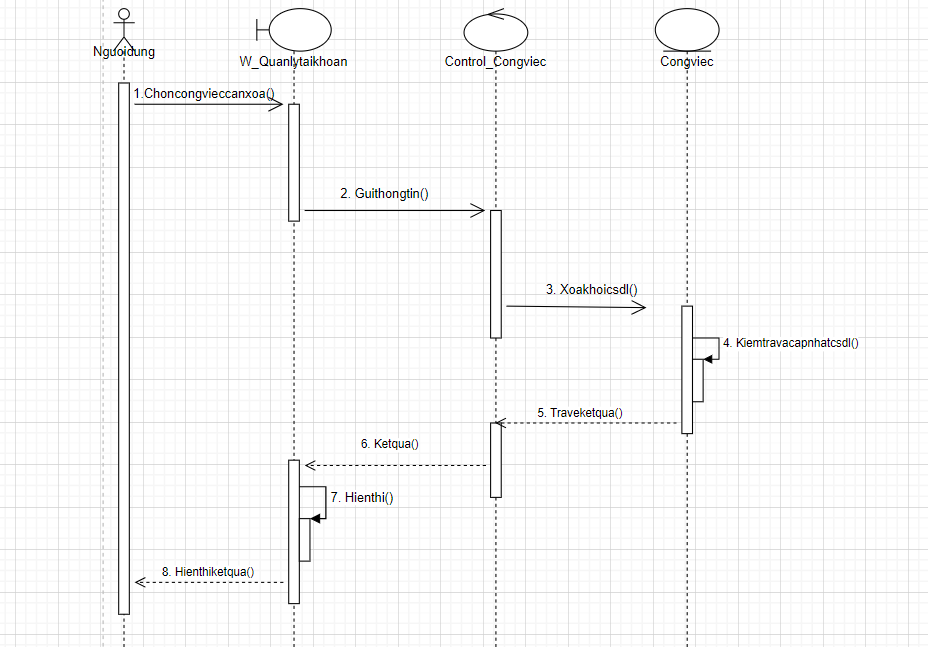 Nguoidung
W_Quanlytaikhoan
Control_Congviec
Congviec
1.Choncongvieccanxoa()
2. Guithongtin()
3. Xoakhoicsdl()
4. Kiemtravacapnhatcsdl()
5. Traveketqua()
6. Ketqua()
7. Hienthi()
8. Hienthiketqua()